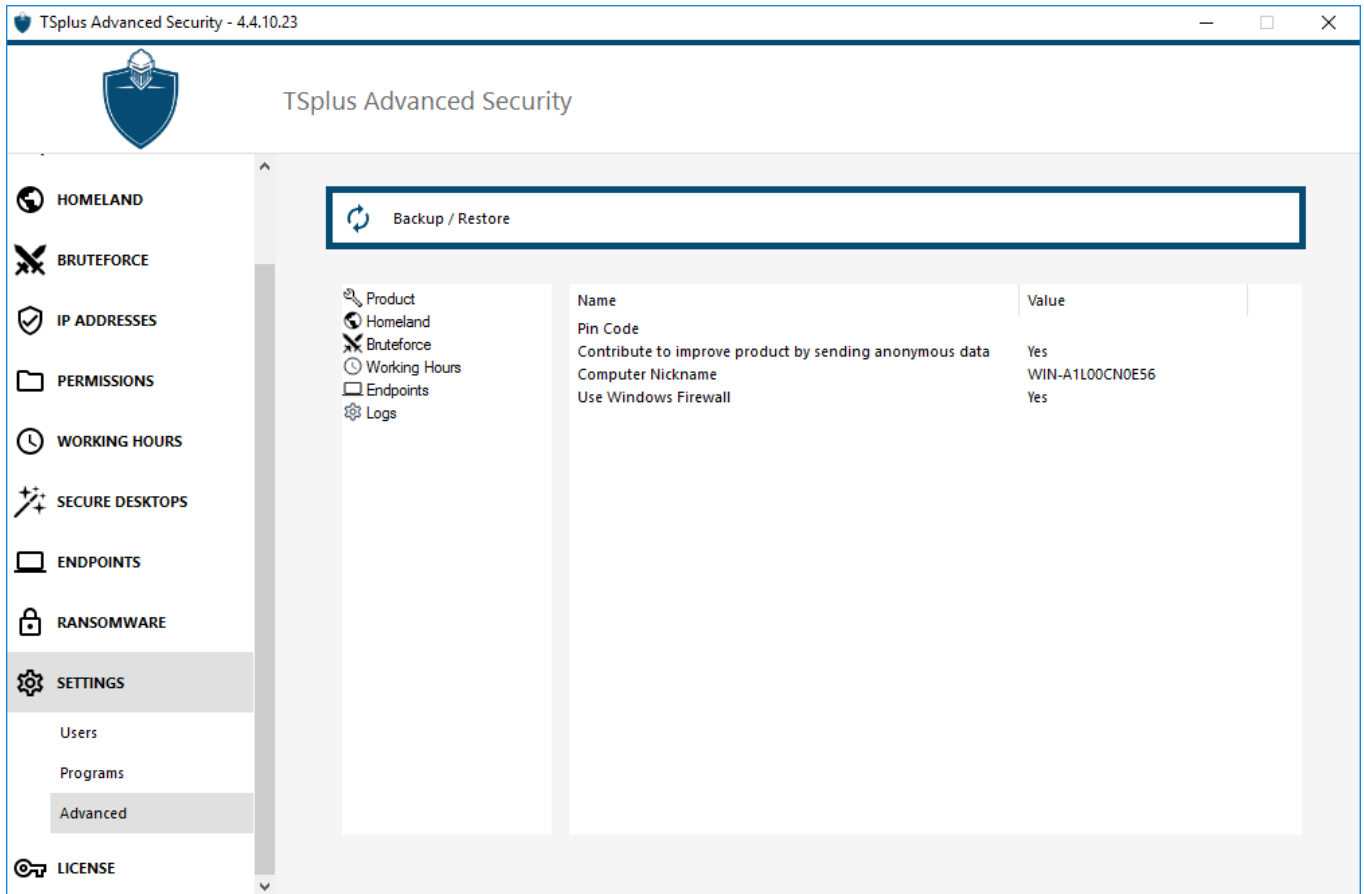 TSplus Advanced Security - 4.4.10.23
TSplus Advanced Security
HOMELAND
BRUTEFORCE
IP ADDRESSES
PERMISSIONS
WORKING HOURS
SECURE DESKTOPS
ENDPOINTS
RANSOMWARE
SETTINGS
Users
Programs
Advanced
LICENSE
Backup / Restore
Product
Homeland
Bruteforce
Working Hours
Endpoints
Logs
Name Value
Pin Code
Contribute to improve product by sending anonymous data Yes
Computer Nickname WIN-A1L00CN0E56
Use Windows Firewall Yes